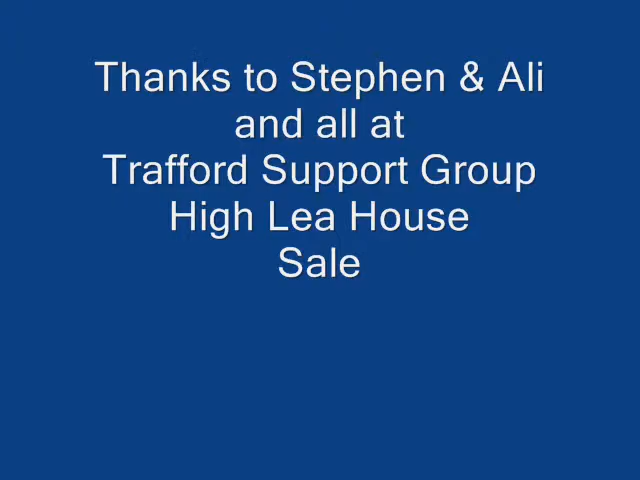 Thanks to Stephen & Ali
and all at
Trafford Support Group
High Lea House
Sale